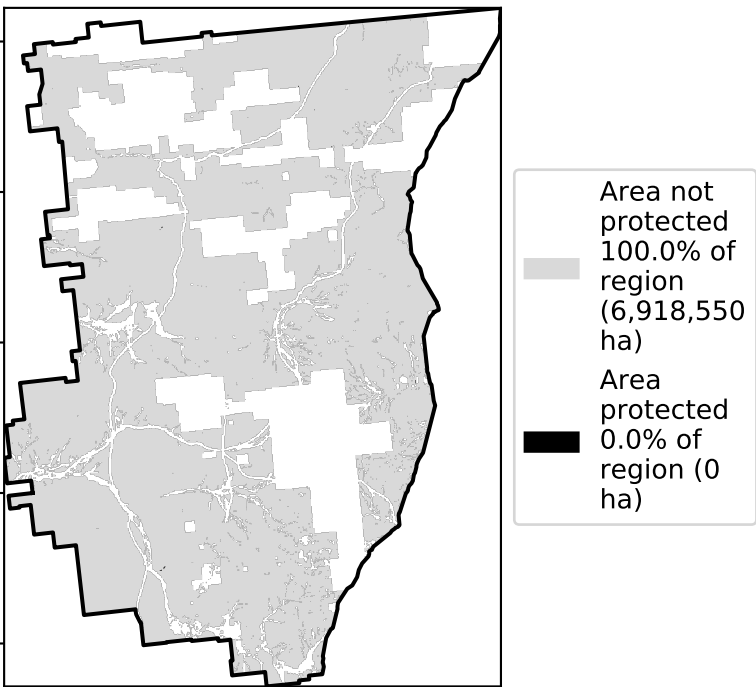 Area not
protected
100.0% of
region
(6,918,550
ha)
Area
protected
0.0% of
region (0
ha)